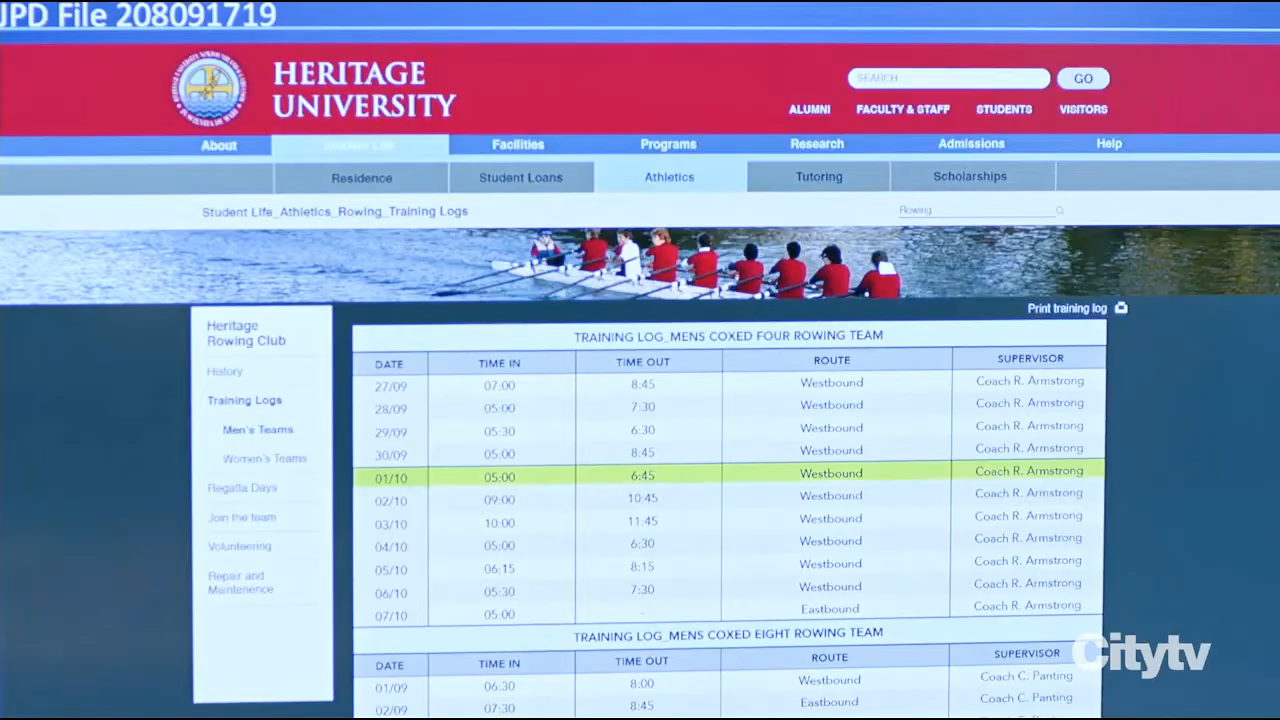 JPD File 208091719
HERITAGE
UNIVERSITY
SEARCH GO
ALUMNI FACULTY & STAFF STUDENTS VISITORS
About Student Life Facilities Programs Research Admissions Help
Residence Student Loans Athletics Tutoring Scholarships
Student Life_Athletics_Rowing_Training Logs
Rowing
Print training log
Heritage
Rowing Club
History
Training Logs
Men's Teams
Women's Teams
Regatta Days
Join the team
Volunteering
Repair and
Maintenence
TRAINING LOG_MENS COXED FOUR ROWING TEAM
DATE TIME IN TIME OUT ROUTE SUPERVISOR
27/09 07:00 8:45 Westbound Coach R. Armstrong
28/09 05:00 7:30 Westbound Coach R. Armstrong
29/09 05:30 6:30 Westbound Coach R. Armstrong
30/09 05:00 8:45 Westbound Coach R. Armstrong
01/10 05:00 6:45 Westbound Coach R. Armstrong
02/10 09:00 10:45 Westbound Coach R. Armstrong
03/10 10:00 11:45 Westbound Coach R. Armstrong
04/10 05:00 6:30 Westbound Coach R. Armstrong
05/10 06:15 8:15 Westbound Coach R. Armstrong
06/10 05:30 7:30 Westbound Coach R. Armstrong
07/10 05:00 - Eastbound Coach R. Armstrong
TRAINING LOG_MENS COXED EIGHT ROWING TEAM
DATE TIME IN TIME OUT ROUTE SUPERVISOR
01/09 06:30 8:00 Westbound Coach C. Panting
02/09 07:30 8:45 Eastbound Coach C. Panting
Citytv